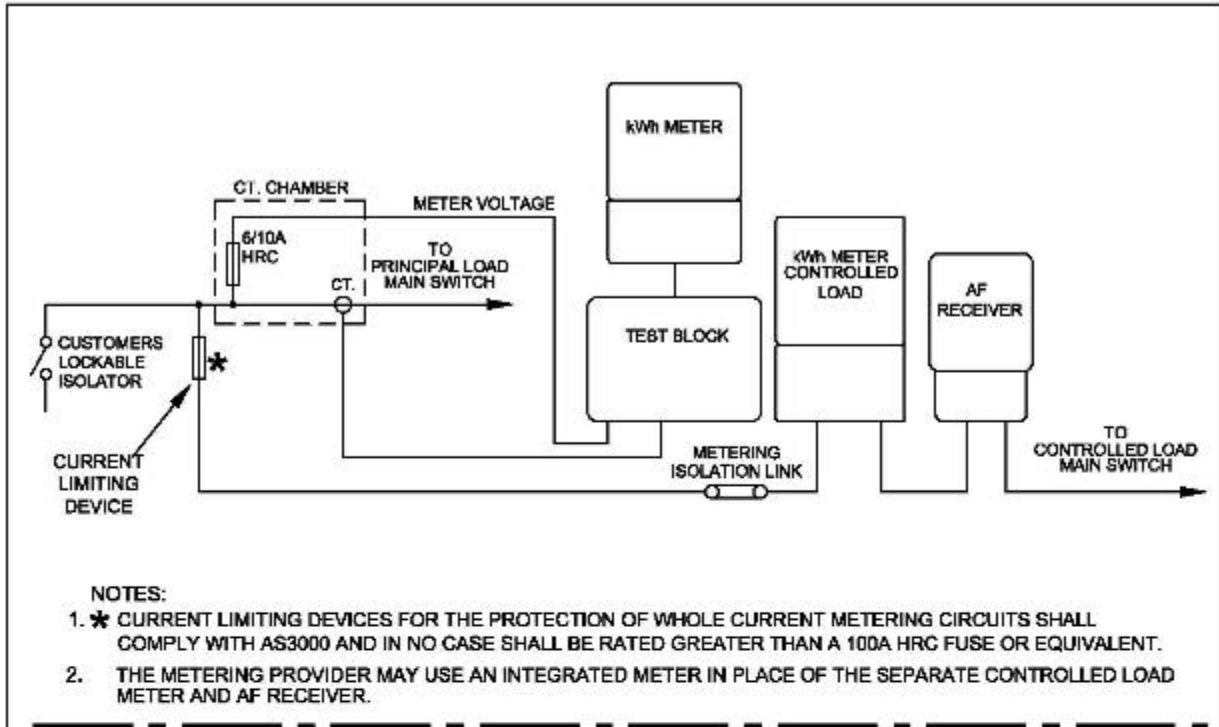 kWh METER
CT. CHAMBER
METER VOLTAGE
6/10A
HRC
TO
PRINCIPAL LOAD
MAIN SWITCH
CT.
kWh METER
CONTROLLED
LOAD
AF
RECEIVER
TEST BLOCK
CUSTOMERS
LOCKABLE
ISOLATOR
*
CURRENT
LIMITING
DEVICE
METERING
ISOLATION LINK
TO
CONTROLLED LOAD
MAIN SWITCH
NOTES:
1. * CURRENT LIMITING DEVICES FOR THE PROTECTION OF WHOLE CURRENT METERING CIRCUITS SHALL
COMPLY WITH AS3000 AND IN NO CASE SHALL BE RATED GREATER THAN A 100A HRC FUSE OR EQUIVALENT.
2. THE METERING PROVIDER MAY USE AN INTEGRATED METER IN PLACE OF THE SEPARATE CONTROLLED LOAD
METER AND AF RECEIVER.